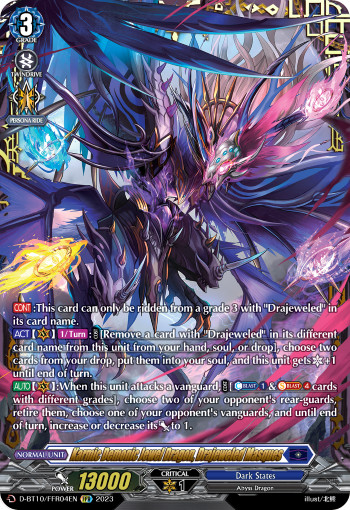 3
GRADE
TWINDRIVE
PERSONA RIDE
CONT:This card can only be ridden from a grade 3 with "Drajeweled" in
its card name.
ACT【】1/Turn:[Remove a card with "Drajeweled" in its different
card name from this unit from your hand, soul, or drop], choose two
cards from your drop, put them into your soul, and this unit gets +1
until end of turn.
AUTO【】:When this unit attacks a vanguard, [BLAST 1 & BLAST 4 cards
with different grades], choose two of your opponent's rear-guards,
retire them, choose one of your opponent's vanguards, and until end
of turn, increase or decrease its to 1.
NORMAL UNIT
Karmic Demonic Jewel Dragon, Drajeweled Masques
POWER 13000
CRITICAL
1
Dark States
Abyss Dragon
D-BT10/FFR04EN FFR 2023
illust/北熊